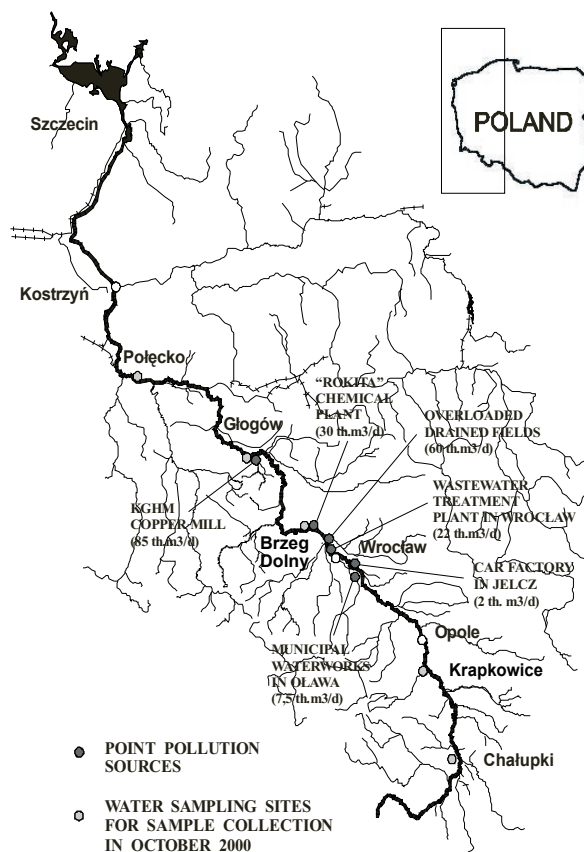 POLAND
Szczecin
Kostrzyń
Połęcko
"ROKITA"
CHEMICAL
PLANT
(30 th.m3/d)
OVERLOADED
DRAINED FIELDS
(60 th.m3/d)
Głogów
WASTEWATER
TREATMENT
PLANT IN WROCŁAW
(22 th.m3/d)
KGHM
COPPER MILL
(85 th.m3/d)
Brzeg
Dolny
Wrocław
CAR FACTORY
IN JELCZ
(2 th. m3/d)
Opole
MUNICIPAL
WATERWORKS
IN OŁAWA
(7,5 th.m3/d)
Krapkowice
Chałupki
POINT POLLUTION
SOURCES
WATER SAMPLING SITES
FOR SAMPLE COLLECTION
IN OCTOBER 2000